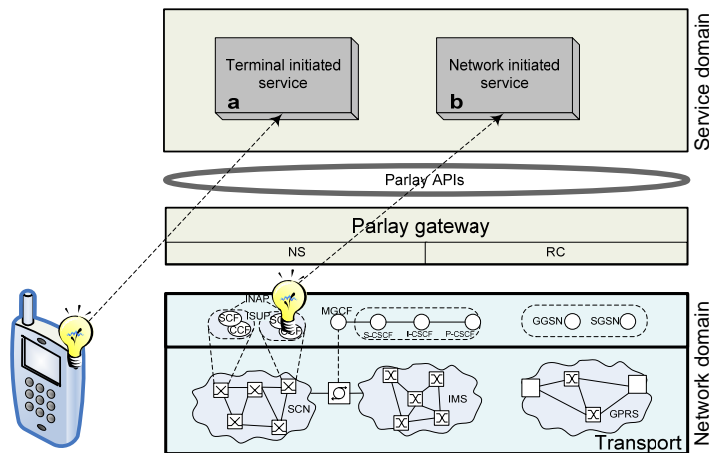 Terminal initiated
service
a
Network initiated
service
b
Service domain
Parlay APIs
Parlay gateway
NS
RC
INAP
SCF
ISUP
CCF
MGCF
S-CSCF
I-CSCF
P-CSCF
GGSN
SGSN
SCN
IMS
GPRS
Transport
Network domain